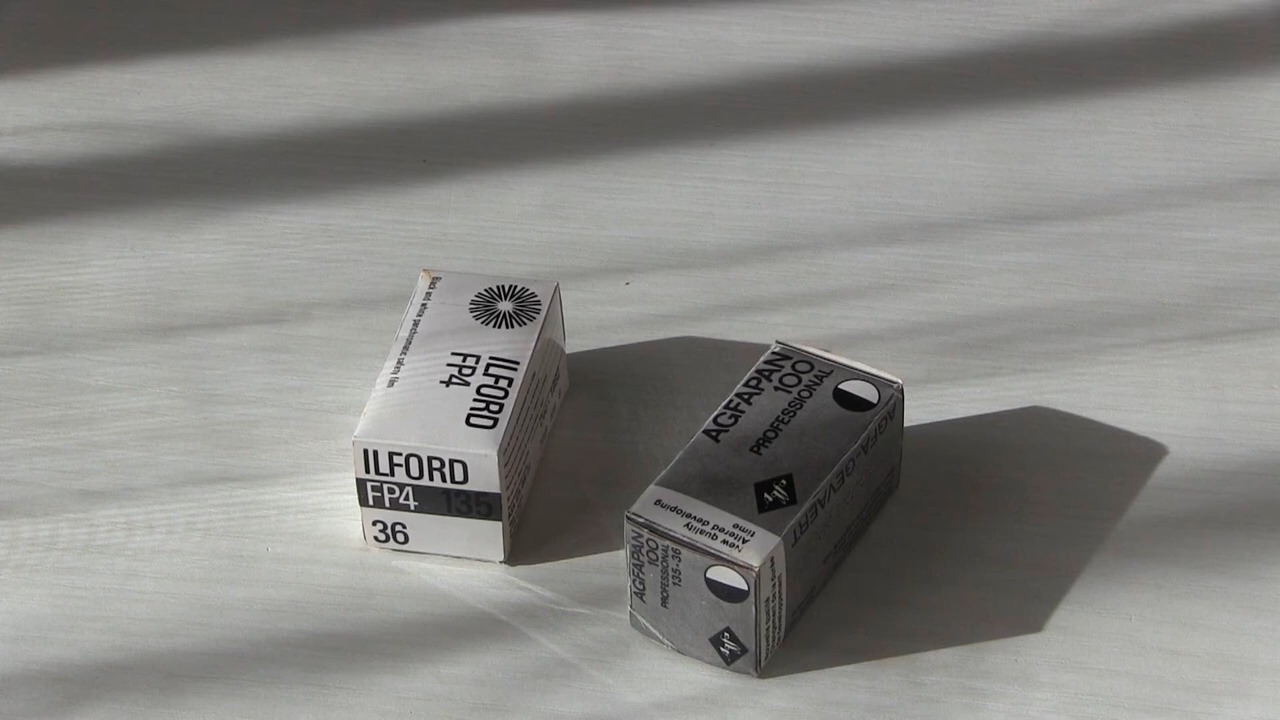 Black and white panchromatic safety film
ILFORD
FP4
ILFORD
FP4 135
36
AGFAPAN
100
PROFESSIONAL
New quality
Altered developing
time
AGFA-GEVAERT
AGFAPAN
100
PROFESSIONAL
135-36